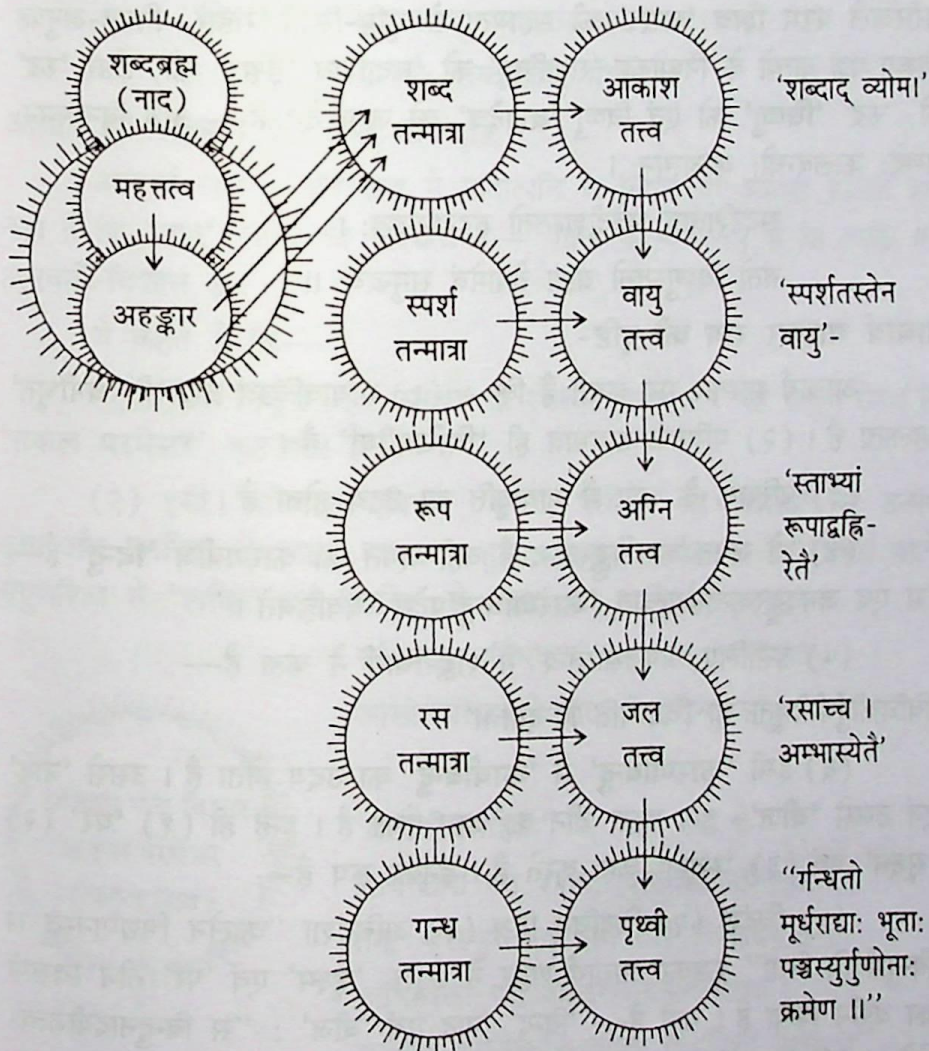 शब्दब्रह्म
(नाद)
महत्तत्व
अहङ्कार
शब्द
तन्मात्रा
आकाश
तत्त्व
'शब्दाद् व्योमा'
स्पर्श
तन्मात्रा
वायु
तत्त्व
'स्पर्शतस्तेन
वायु'-
रूप
तन्मात्रा
अग्नि
तत्त्व
'स्ताभ्यां
रूपाद्वह्नि-
रेतै'
रस
तन्मात्रा
जल
तत्त्व
'रसाच्च
अम्भास्येतै'
गन्ध
तन्मात्रा
पृथ्वी
तत्त्व
"र्गन्धतो
मूर्धराद्याः भूताः
पञ्चस्युर्गुणोनाः
क्रमेण ॥"